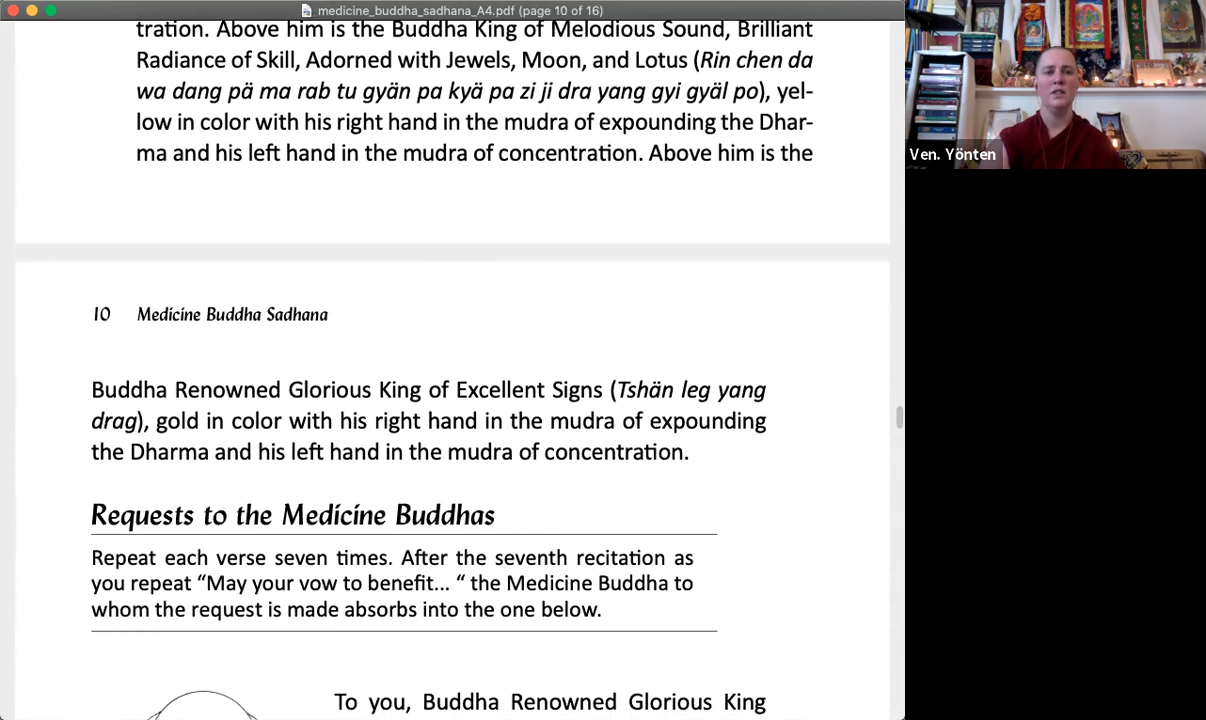 medicine_buddha_sadhana_A4.pdf (page 10 of 16)
tration. Above him is the Buddha King of Melodious Sound, Brilliant
Radiance of Skill, Adorned with Jewels, Moon, and Lotus (Rin chen da
wa dang pä ma rab tu gyän pa kyä pa zi ji dra yang gyi gyäl po), yel-
low in color with his right hand in the mudra of expounding the Dhar-
ma and his left hand in the mudra of concentration. Above him is the
10 Medicine Buddha Sadhana
Buddha Renowned Glorious King of Excellent Signs (Tshän leg yang
drag), gold in color with his right hand in the mudra of expounding
the Dharma and his left hand in the mudra of concentration.
Requests to the Medicine Buddhas
Repeat each verse seven times. After the seventh recitation as
you repeat “May your vow to benefit... “ the Medicine Buddha to
whom the request is made absorbs into the one below.
To you, Buddha Renowned Glorious King
Ven. Yönten